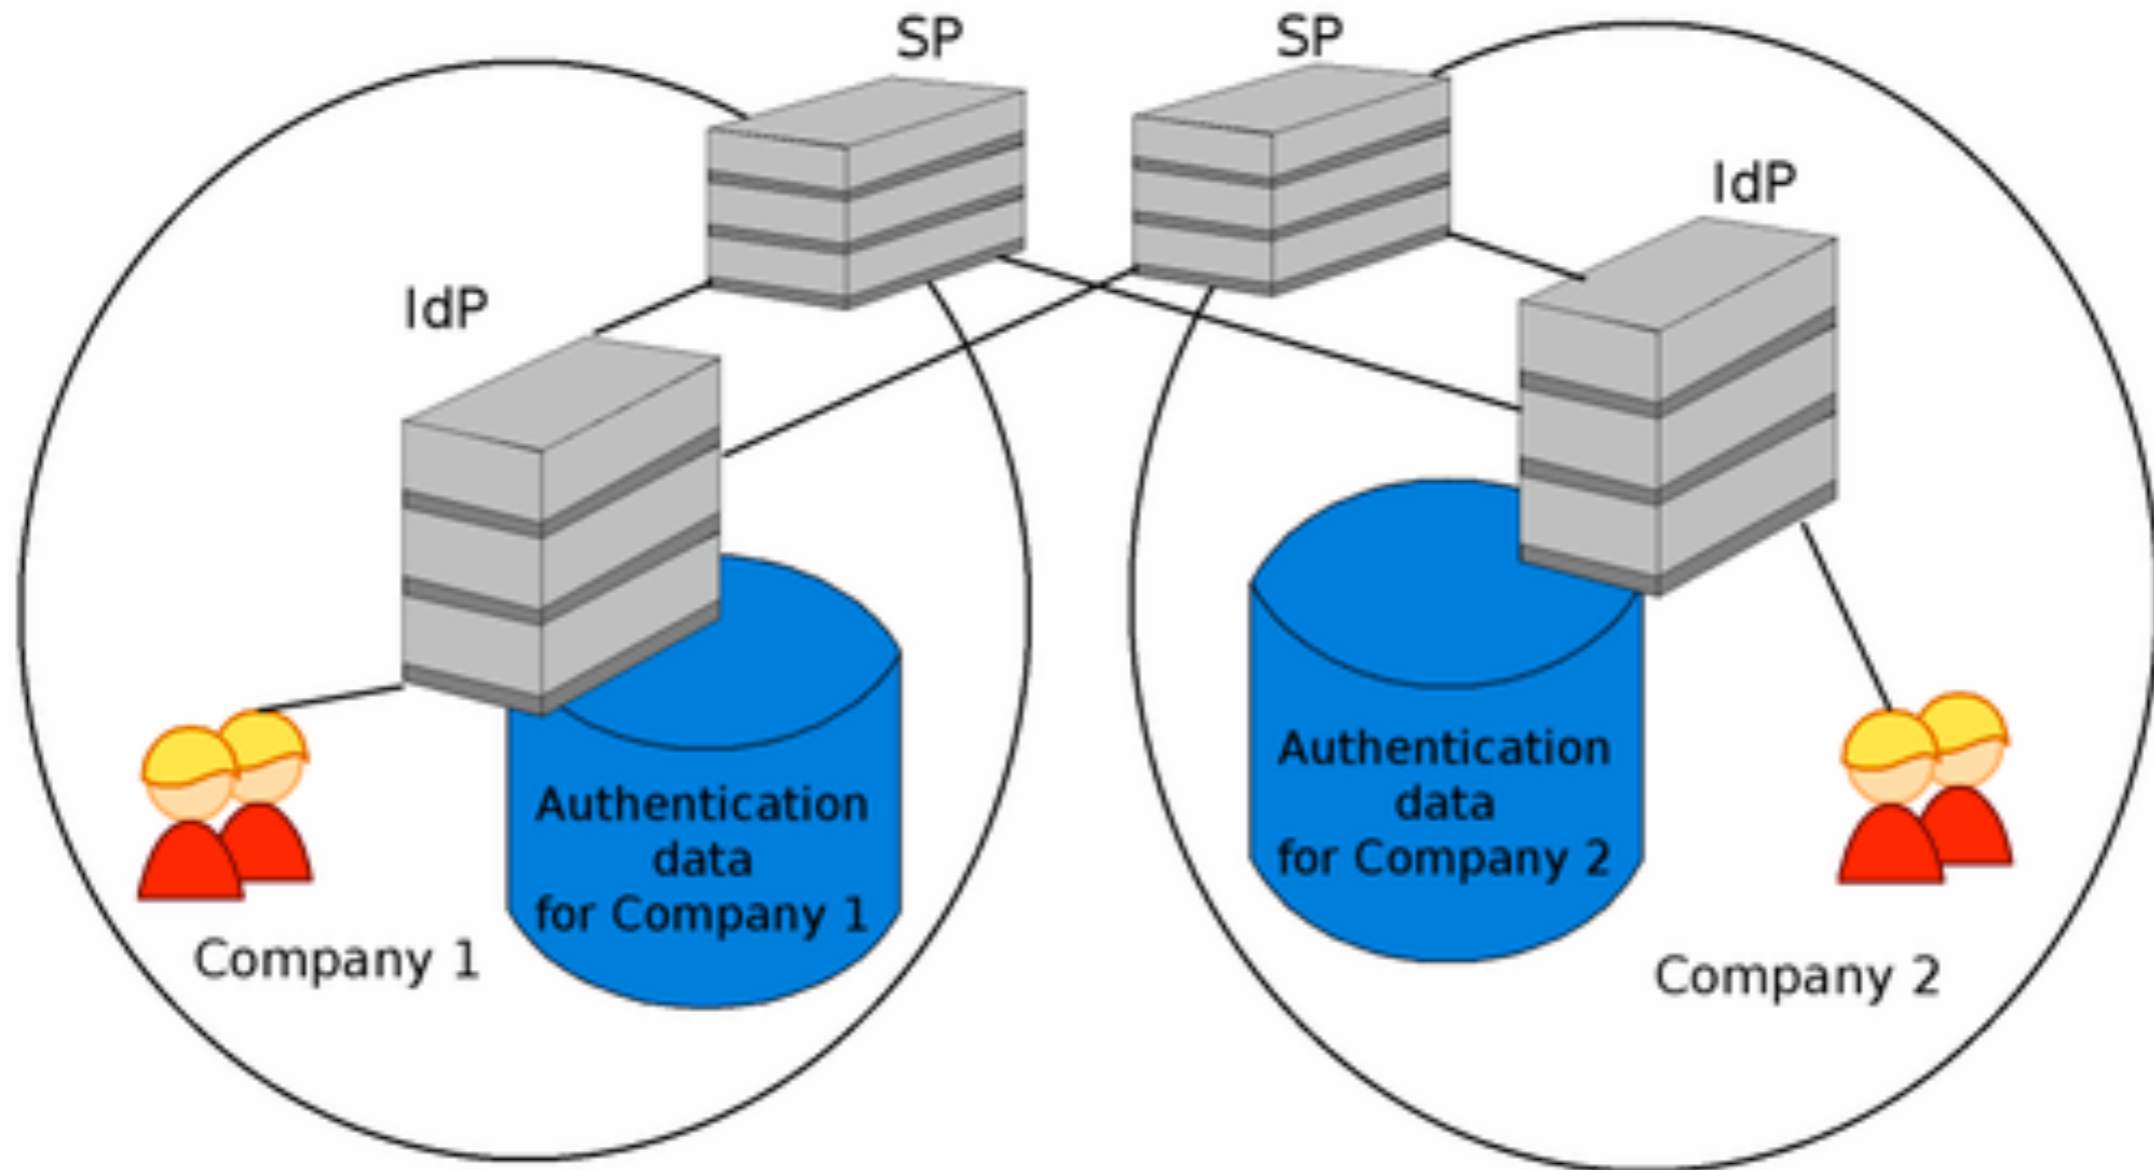 SP
SP
IdP
IdP
Authentication
data
for Company 1
Authentication
data
for Company 2
Company 1
Company 2